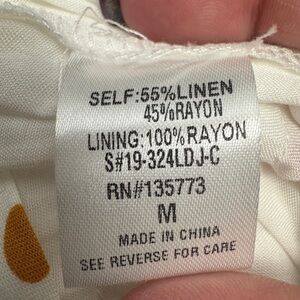 SELF:55%LINEN
45%RAYON
LINING:100%RAYON
S#19-324LDJ-C
RN#135773
M
MADE IN CHINA
SEE REVERSE FOR CARE